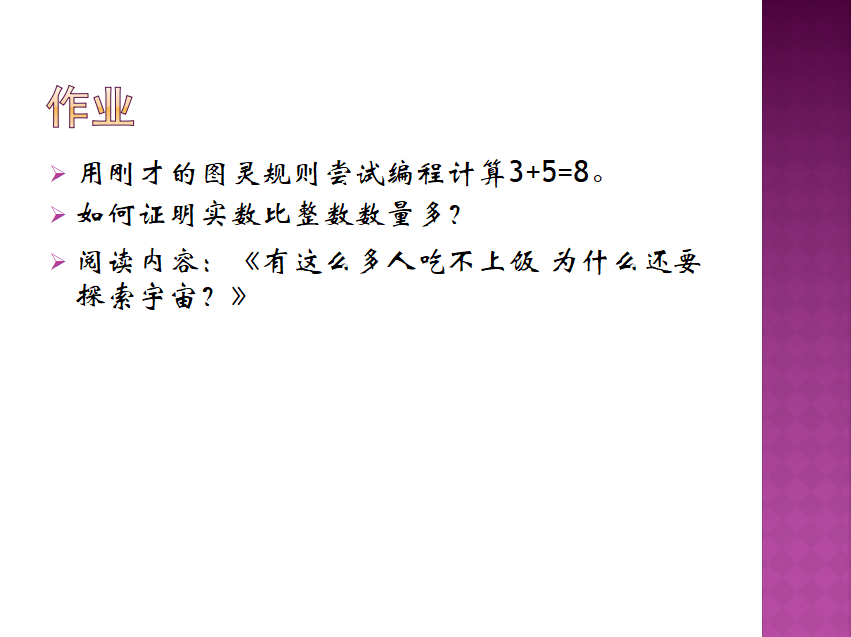 作业
用刚才的图灵规则尝试编程计算3+5=8。
如何证明实数比整数数量多？
阅读内容：《有这么多人吃不上饭 为什么还要
探索宇宙？》